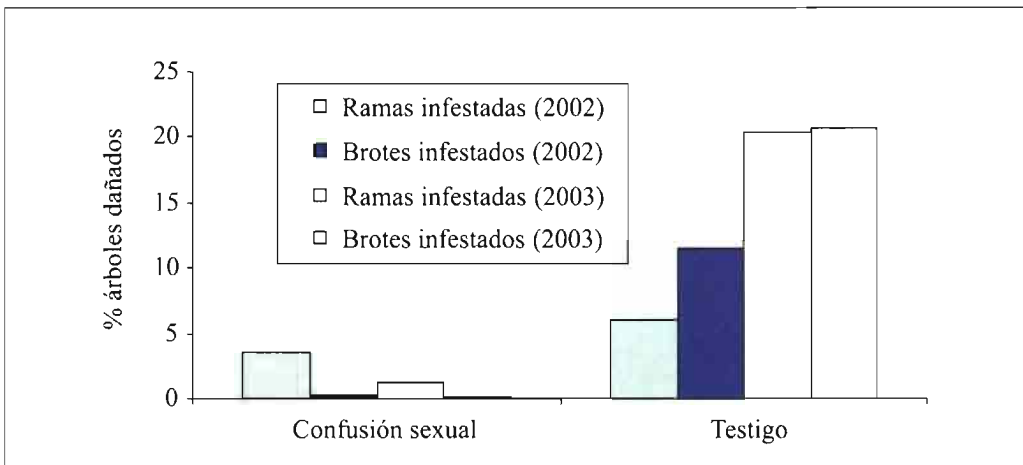 25
20
15
10
5
0
% árboles dañados
Ramas infestadas (2002)
Brotes infestados (2002)
Ramas infestadas (2003)
Brotes infestados (2003)
Confusión sexual
Testigo